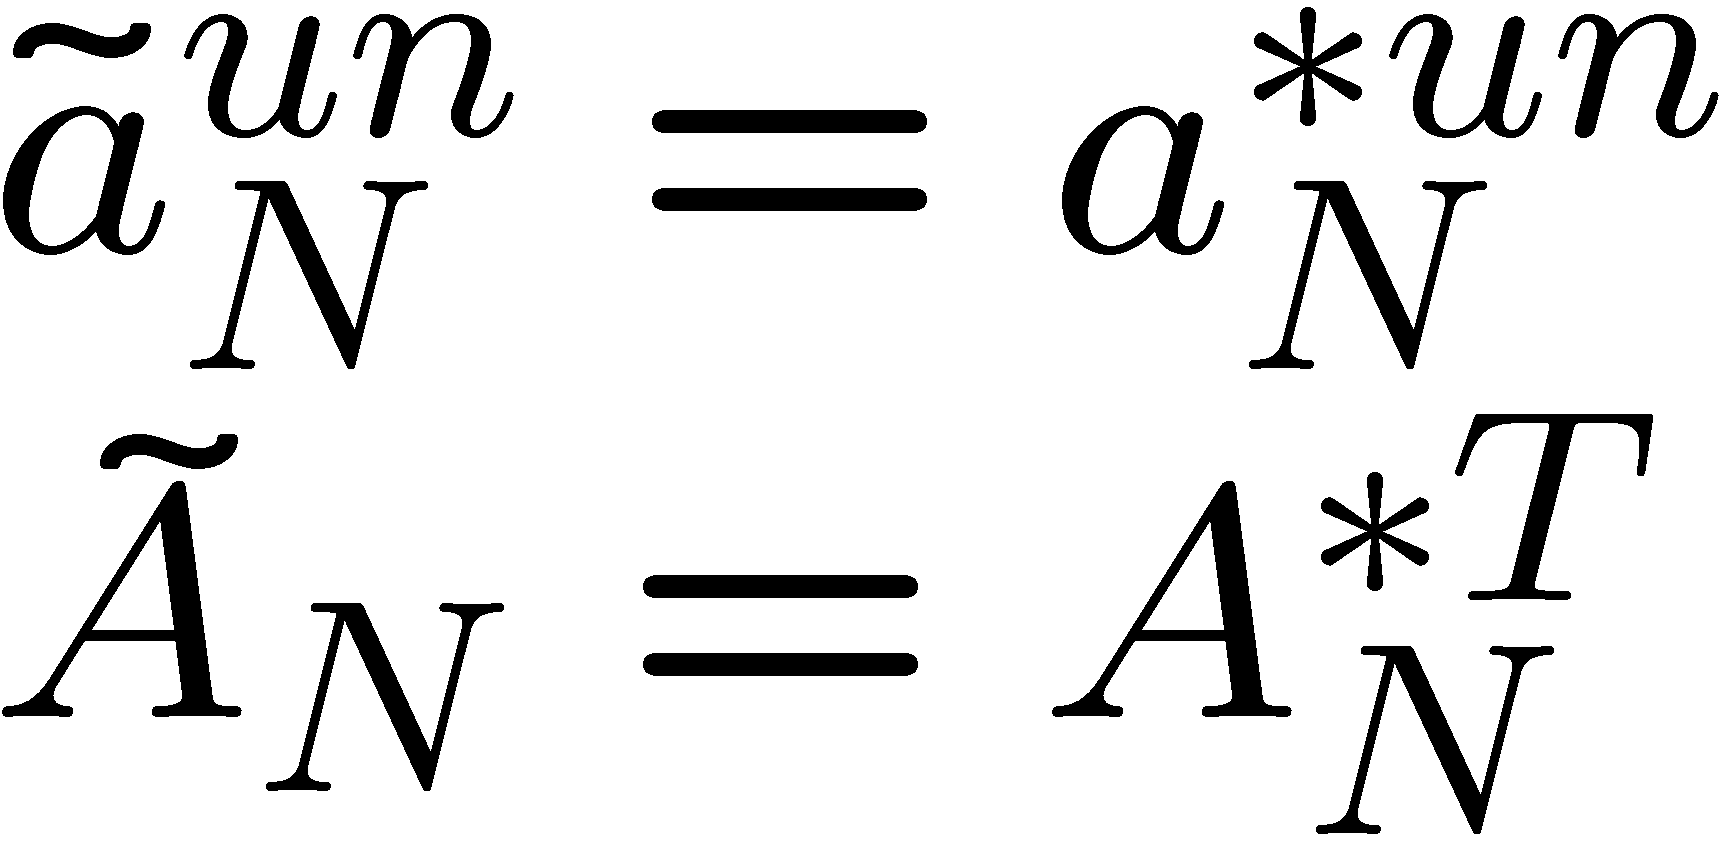 ã_N^{un} = a_N^{*un}
Ã_N = A_N^{*T}